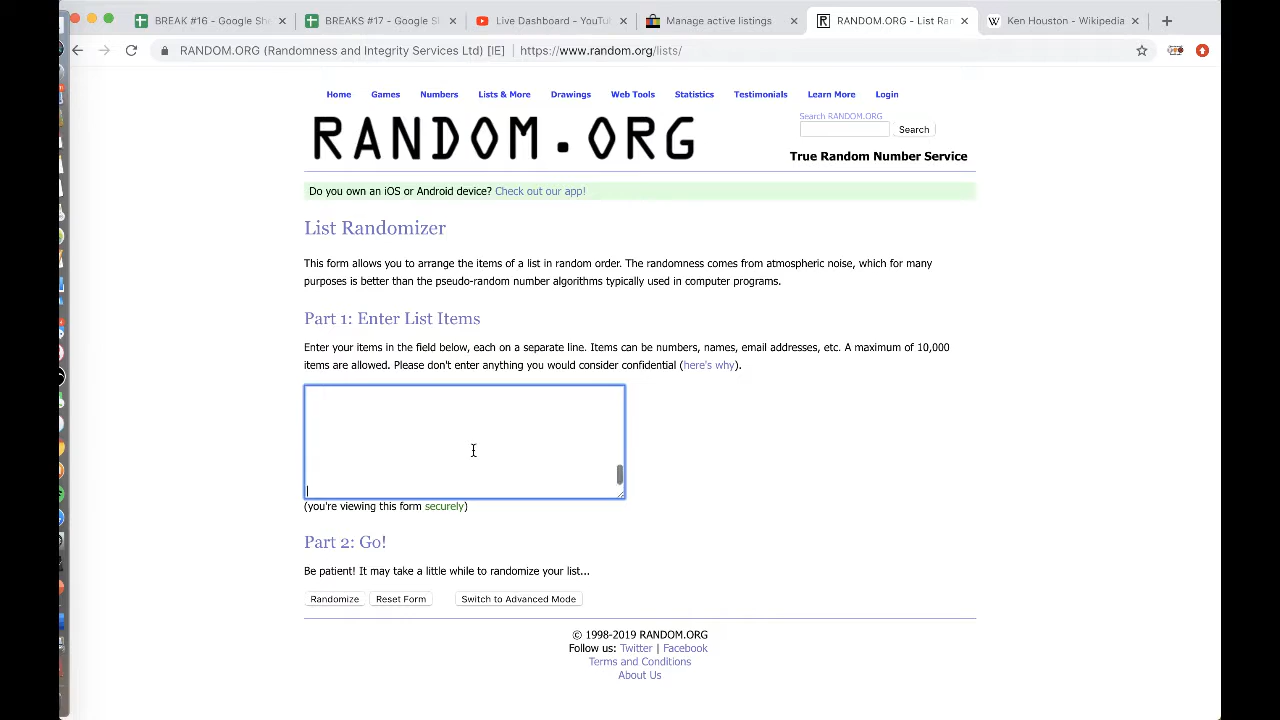 BREAK #16 - Google She
BREAK #17 - Google Sh
Live Dashboard - YouTu
Manage active listings
RANDOM.ORG - List Ran
Ken Houston - Wikipedia
RANDOM.ORG (Randomness and Integrity Services Ltd) [IE] | https://www.random.org/lists/
Home Games Numbers Lists & More Drawings Web Tools Statistics Testimonials Learn More Login
RANDOM.ORG
Search RANDOM.ORG
Search
True Random Number Service
Do you own an iOS or Android device? Check out our app!
List Randomizer
This form allows you to arrange the items of a list in random order. The randomness comes from atmospheric noise, which for many
purposes is better than the pseudo-random number algorithms typically used in computer programs.
Part 1: Enter List Items
Enter your items in the field below, each on a separate line. Items can be numbers, names, email addresses, etc. A maximum of 10,000
items are allowed. Please don't enter anything you would consider confidential (here's why).
(you're viewing this form securely)
Part 2: Go!
Be patient! It may take a little while to randomize your list...
Randomize Reset Form Switch to Advanced Mode
© 1998-2019 RANDOM.ORG
Follow us: Twitter | Facebook
Terms and Conditions
About Us